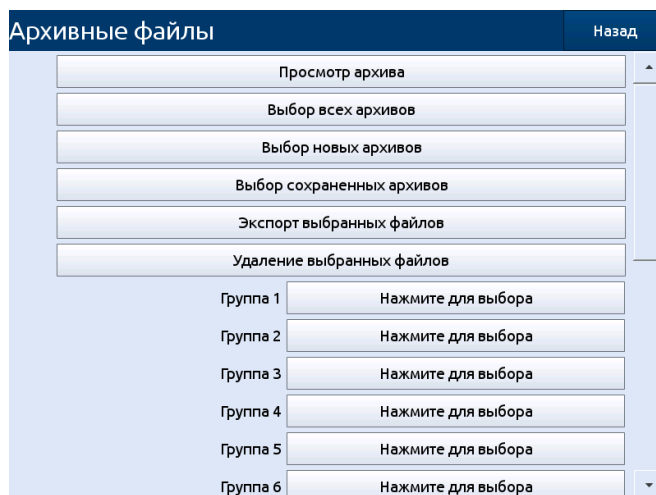 Архивные файлы Назад
Просмотр архива
Выбор всех архивов
Выбор новых архивов
Выбор сохраненных архивов
Экспорт выбранных файлов
Удаление выбранных файлов
Группа 1 Нажмите для выбора
Группа 2 Нажмите для выбора
Группа 3 Нажмите для выбора
Группа 4 Нажмите для выбора
Группа 5 Нажмите для выбора
Группа 6 Нажмите для выбора